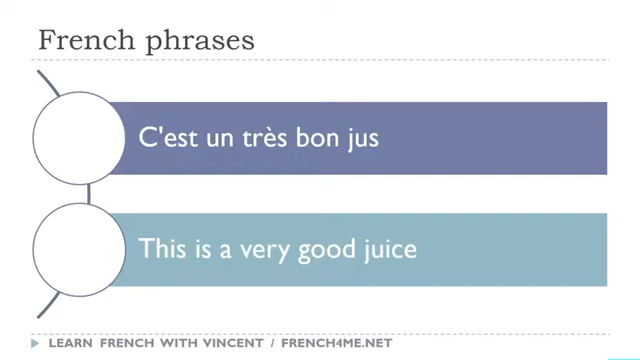 French phrases
C'est un très bon jus
This is a very good juice
LEARN FRENCH WITH VINCENT / FRENCH4ME.NET